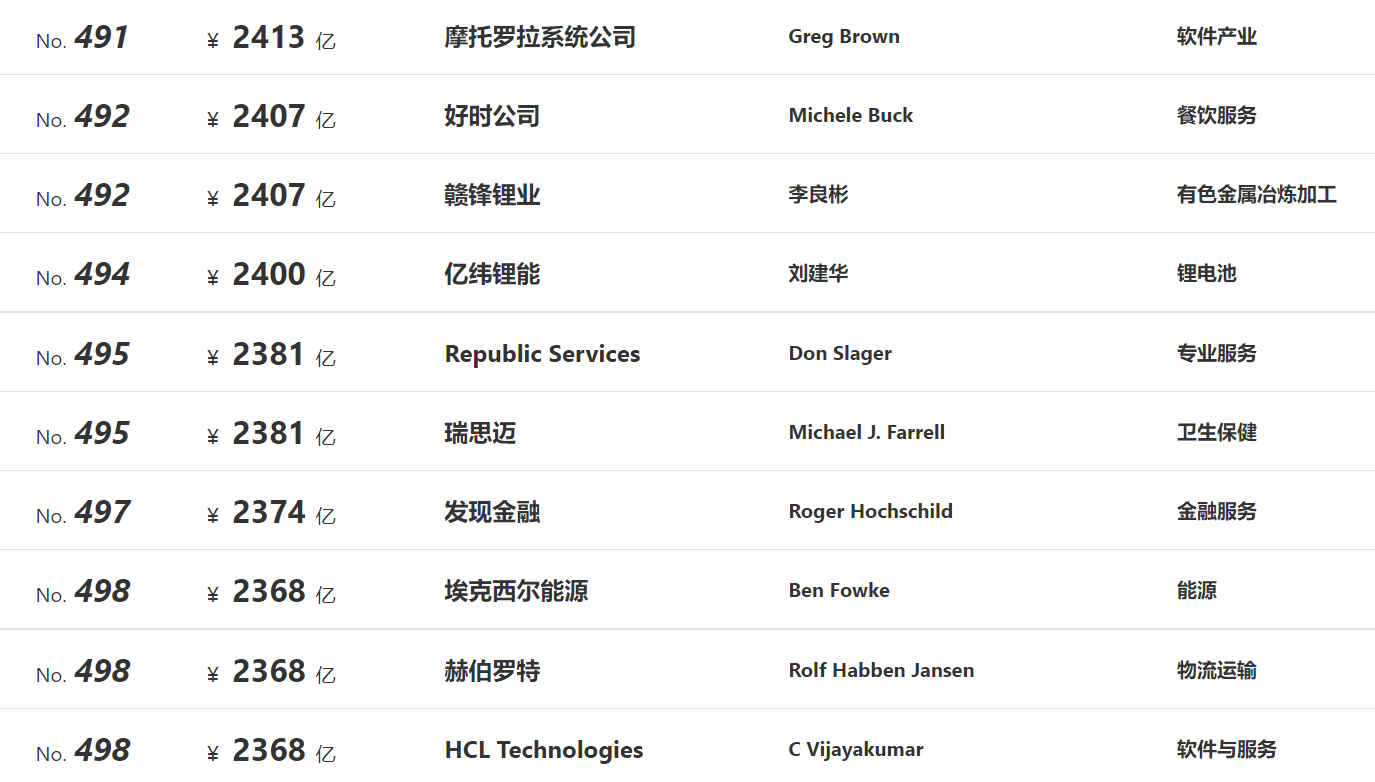 No. 491 ¥ 2413 亿 摩托罗拉系统公司 Greg Brown 软件产业
No. 492 ¥ 2407 亿 好时公司 Michele Buck 餐饮服务
No. 492 ¥ 2407 亿 赣锋锂业 李良彬 有色金属冶炼加工
No. 494 ¥ 2400 亿 亿纬锂能 刘建华 锂电池
No. 495 ¥ 2381 亿 Republic Services Don Slager 专业服务
No. 495 ¥ 2381 亿 瑞思迈 Michael J. Farrell 卫生保健
No. 497 ¥ 2374 亿 发现金融 Roger Hochschild 金融服务
No. 498 ¥ 2368 亿 埃克西尔能源 Ben Fowke 能源
No. 498 ¥ 2368 亿 赫伯罗特 Rolf Habben Jansen 物流运输
No. 498 ¥ 2368 亿 HCL Technologies C Vijayakumar 软件与服务